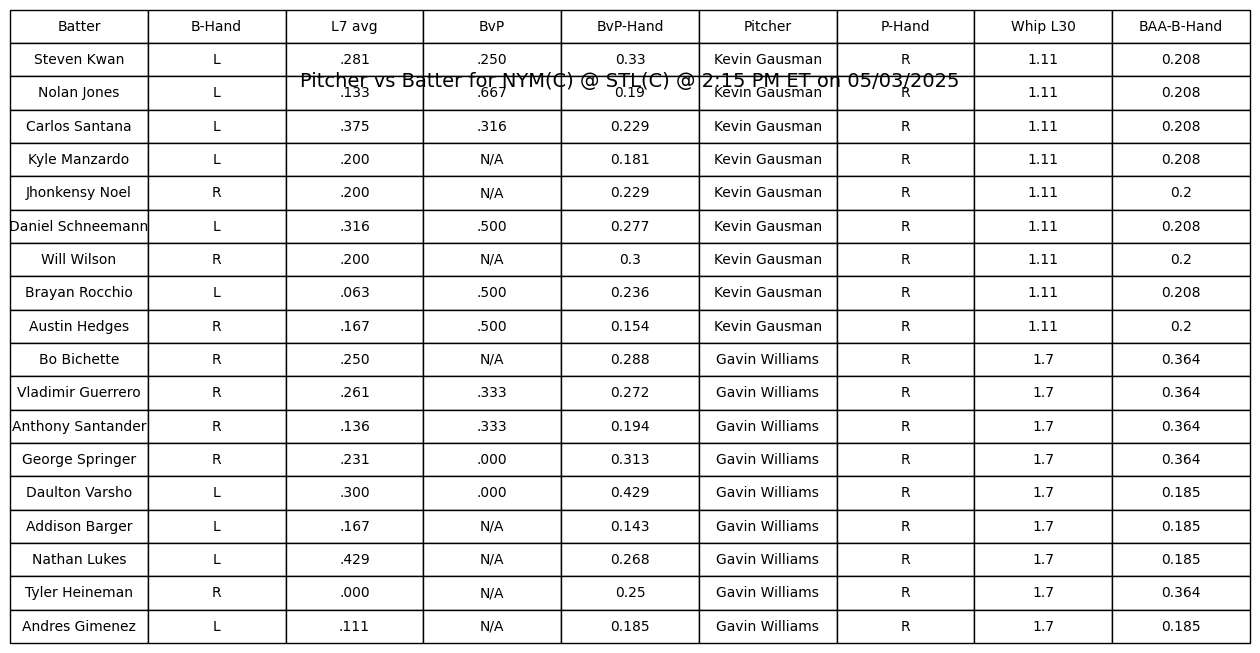 Batter B-Hand L7 avg BvP BvP-Hand Pitcher P-Hand Whip L30 BAA-B-Hand
Steven Kwan L .281 .250 0.33 Kevin Gausman R 1.11 0.208
Pitcher vs Batter for NYM(C) @ STL(C) @ 2:15 PM ET on 05/03/2025
Nolan Jones L .133 .667 0.19 Kevin Gausman R 1.11 0.208
Carlos Santana L .375 .316 0.229 Kevin Gausman R 1.11 0.208
Kyle Manzardo L .200 N/A 0.181 Kevin Gausman R 1.11 0.208
Jhonkensy Noel R .200 N/A 0.229 Kevin Gausman R 1.11 0.2
Daniel Schneemann L .316 .500 0.277 Kevin Gausman R 1.11 0.208
Will Wilson R .200 N/A 0.3 Kevin Gausman R 1.11 0.2
Brayan Rocchio L .063 .500 0.236 Kevin Gausman R 1.11 0.208
Austin Hedges R .167 .500 0.154 Kevin Gausman R 1.11 0.2
Bo Bichette R .250 N/A 0.288 Gavin Williams R 1.7 0.364
Vladimir Guerrero R .261 .333 0.272 Gavin Williams R 1.7 0.364
Anthony Santander R .136 .333 0.194 Gavin Williams R 1.7 0.364
George Springer R .231 .000 0.313 Gavin Williams R 1.7 0.364
Daulton Varsho L .300 .000 0.429 Gavin Williams R 1.7 0.185
Addison Barger L .167 N/A 0.143 Gavin Williams R 1.7 0.185
Nathan Lukes L .429 N/A 0.268 Gavin Williams R 1.7 0.185
Tyler Heineman R .000 N/A 0.25 Gavin Williams R 1.7 0.364
Andres Gimenez L .111 N/A 0.185 Gavin Williams R 1.7 0.185